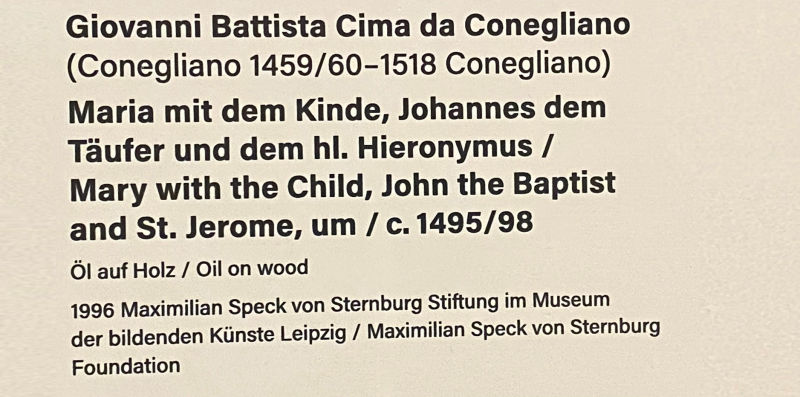 Giovanni Battista Cima da Conegliano
(Conegliano 1459/60–1518 Conegliano)
Maria mit dem Kinde, Johannes dem
Täufer und dem hl. Hieronymus /
Mary with the Child, John the Baptist
and St. Jerome, um / c. 1495/98
Öl auf Holz / Oil on wood
1996 Maximilian Speck von Sternburg Stiftung im Museum
der bildenden Künste Leipzig / Maximilian Speck von Sternburg
Foundation